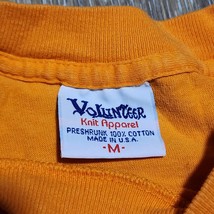 VOLUNTEER
Knit Apparel
PRESHRUNK 100% COTTON
MADE IN U.S.A.
-M-